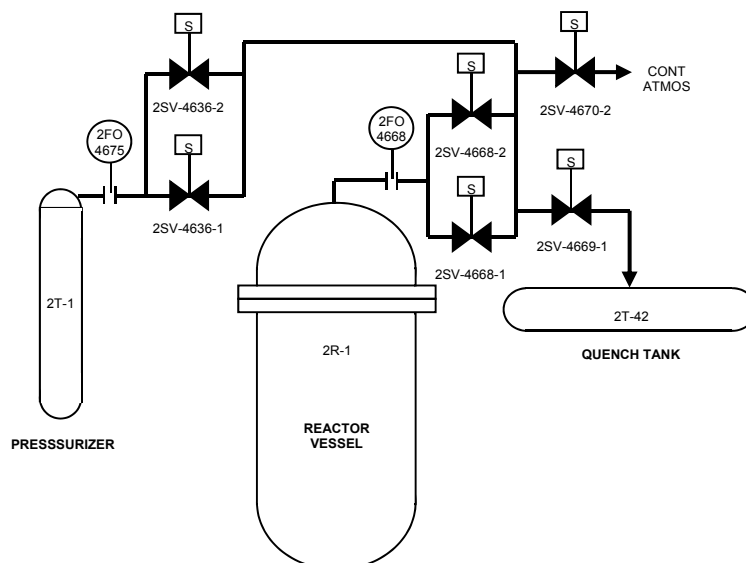 S
S
2SV-4636-2
S
CONT
ATMOS
2SV-4670-2
2FO
4675
2FO
4668
S
2SV-4668-2
S
S
2SV-4636-1
2SV-4668-1
2SV-4669-1
2T-1
2T-42
QUENCH TANK
2R-1
REACTOR
VESSEL
PRESSSURIZER